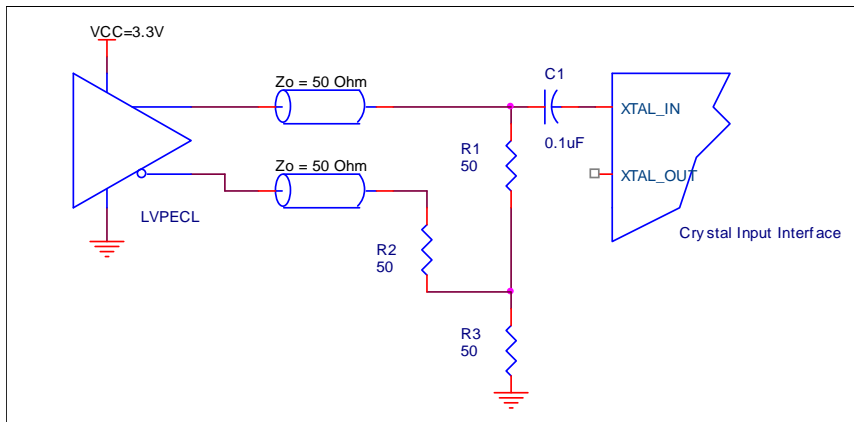 VCC=3.3V
Zo = 50 Ohm
C1
XTAL_IN
0.1uF
R1
50
Zo = 50 Ohm
XTAL_OUT
LVPECL
Crystal Input Interface
R2
50
R3
50